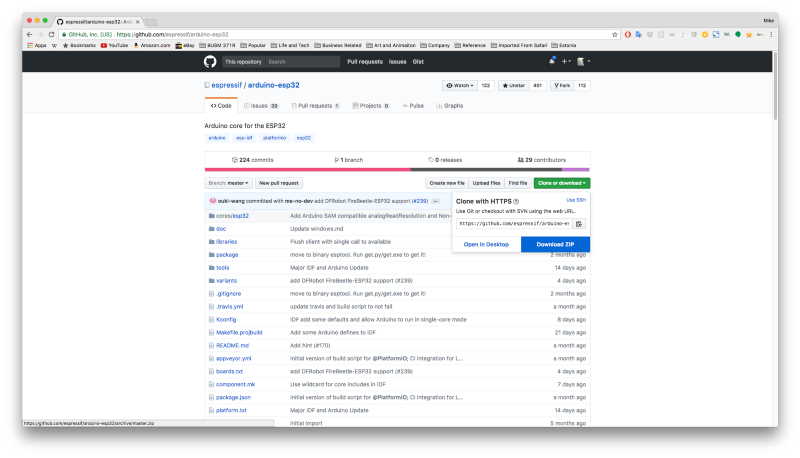 espressif/arduino-esp32: Ardu
Mike
GitHub, Inc. [US] https://github.com/espressif/arduino-esp32
Apps Bookmarks YouTube Amazon.com eBay BUSM 371R Popular Life and Tech Business Related Art and Animaiton Company Reference Imported From Safari Estonia
This repository Search Pull requests Issues Gist
espressif / arduino-esp32
Watch 122 Unstar 401 Fork 112
Code Issues 39 Pull requests 1 Projects 0 Pulse Graphs
Arduino core for the ESP32
arduino esp-idf platformio esp32
224 commits 1 branch 0 releases 29 contributors
Branch: master New pull request Create new file Upload files Find file Clone or download
ouki-wang committed with me-no-dev add DFRobot FireBeetle-ESP32 support (#239) ...
Clone with HTTPS Use SSH
Use Git or checkout with SVN using the web URL.
https://github.com/espressif/arduino-es
Open in Desktop Download ZIP
cores/esp32 Add Arduino SAM compatible analogReadResolution and Non-
doc Update windows.md
libraries Flush client with single call to available
package move to binary esptool. Run get.py/get.exe to get it! 2 months ago
tools Major IDF and Arduino Update 14 days ago
variants add DFRobot FireBeetle-ESP32 support (#239) 4 days ago
.gitignore move to binary esptool. Run get.py/get.exe to get it! 2 months ago
.travis.yml update travis and build script to not fail a month ago
Kconfig IDF add some defaults and allow Arduino to run in single-core mode 8 days ago
Makefile.projbuild Add some Arduino defines to IDF 21 days ago
README.md Add hint (#170) a month ago
appveyor.yml Initial version of build script for @PlatformIO; CI integration for L... a month ago
boards.txt add DFRobot FireBeetle-ESP32 support (#239) 4 days ago
component.mk Use wildcard for core includes in IDF 7 days ago
package.json Initial version of build script for @PlatformIO; CI integration for L... a month ago
platform.txt Major IDF and Arduino Update 14 days ago
initial import 5 months ago
https://github.com/espressif/arduino-esp32/archive/master.zip